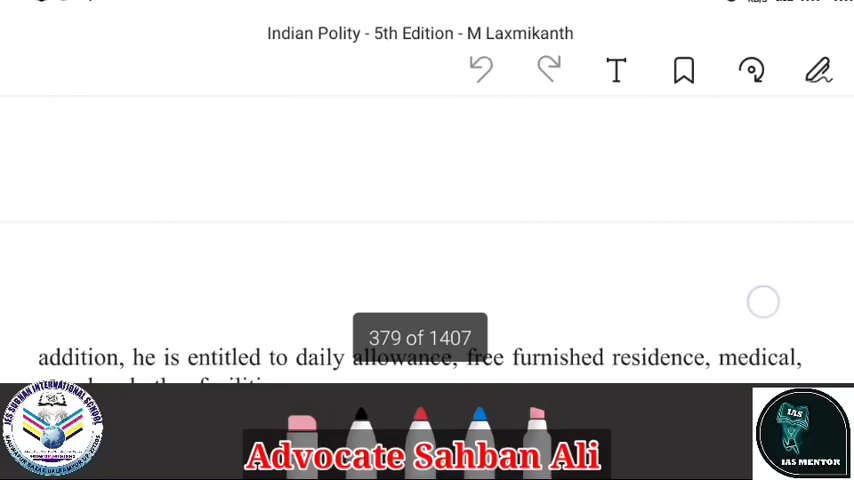 Indian Polity - 5th Edition - M Laxmikanth
T
379 of 1407
addition, he is entitled to daily allowance, free furnished residence, medical,
Advocate Sahban Ali
IAS
IAS MENTOR